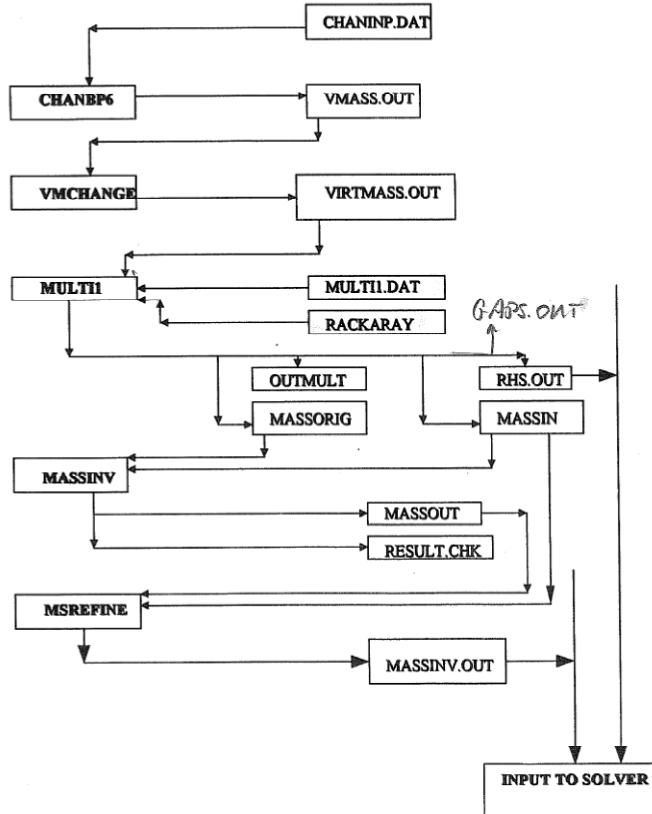 CHANINP.DAT
CHANBP6
VMASS.OUT
VMCHANGE
VIRTMASS.OUT
MULTI1
MULTI1.DAT
GAPS.OUT
RACKARAY
OUTMULT
RHS.OUT
MASSORIG
MASSIN
MASSINV
MASSOUT
RESULT.CHK
MSREFINE
MASSINV.OUT
INPUT TO SOLVER